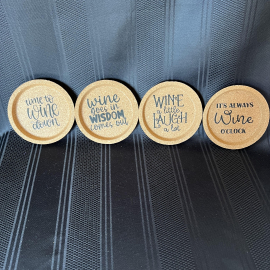 time to
wine
down
wine
goes in
WISDOM
comes out
WINE
a little
LAUGH
a lot
IT'S ALWAYS
Wine
O'CLOCK